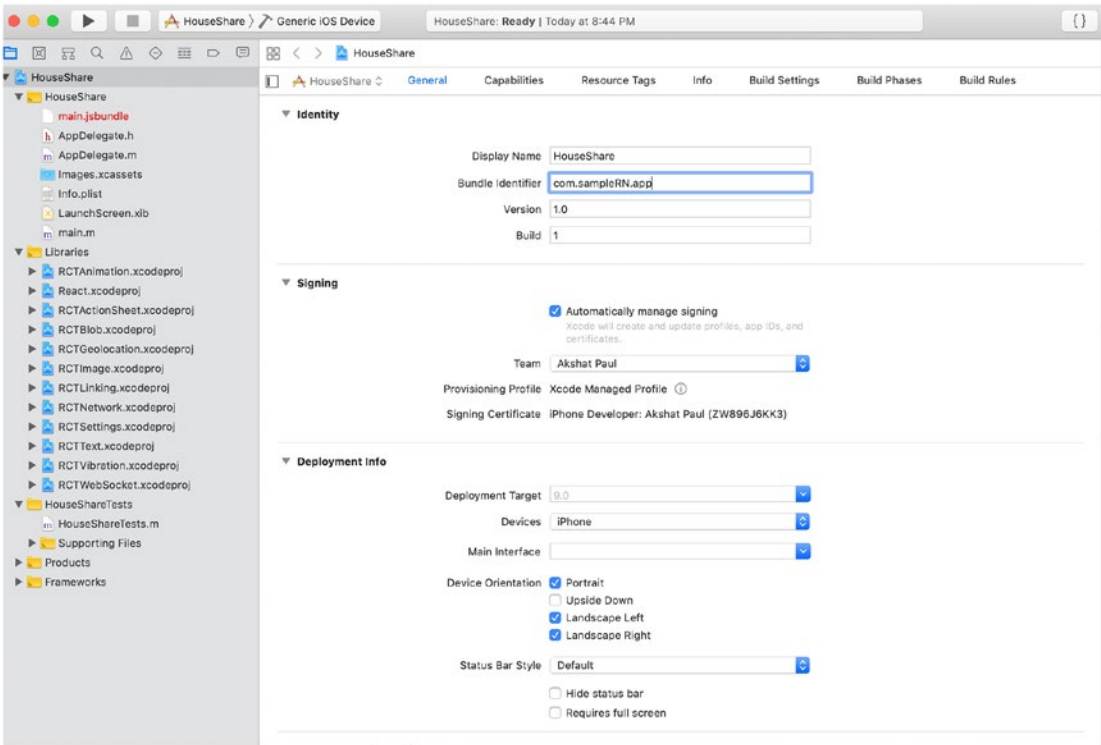 HouseShare Generic iOS Device HouseShare: Ready | Today at 8:44 PM { }
HouseShare
HouseShare General Capabilities Resource Tags Info Build Settings Build Phases Build Rules
HouseShare
HouseShare
main.jsbundle
h AppDelegate.h
m AppDelegate.m
Images.xcassets
Info.plist
LaunchScreen.xib
m main.m
Libraries
RCTAnimation.xcodeproj
React.xcodeproj
RCTActionSheet.xcodeproj
RCTBlob.xcodeproj
RCTGeolocation.xcodeproj
RCTImage.xcodeproj
RCTLinking.xcodeproj
RCTNetwork.xcodeproj
RCTSettings.xcodeproj
RCTText.xcodeproj
RCTVibration.xcodeproj
RCTWebSocket.xcodeproj
HouseShareTests
m HouseShareTests.m
Supporting Files
Products
Frameworks
Identity
Display Name HouseShare
Bundle Identifier com.sampleRN.app
Version 1.0
Build 1
Signing
Automatically manage signing
Xcode will create and update profiles, app IDs, and
certificates.
Team Akshat Paul
Provisioning Profile Xcode Managed Profile
Signing Certificate iPhone Developer: Akshat Paul (ZW896J6KK3)
Deployment Info
Deployment Target 9.0
Devices iPhone
Main Interface
Device Orientation Portrait
Upside Down
Landscape Left
Landscape Right
Status Bar Style Default
Hide status bar
Requires full screen